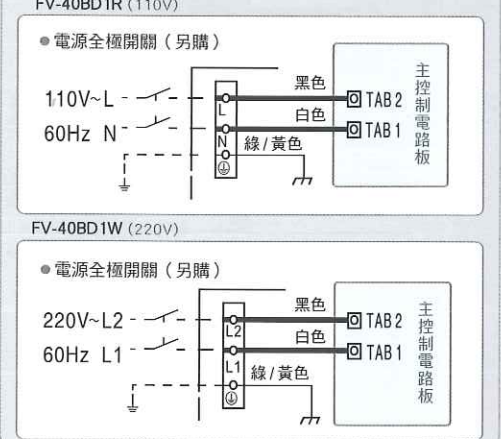 FV-40BD1R (110V)
●電源全極開關（另購）
110V~L
60Hz N
L
N
黑色
白色
綠/黃色
TAB 2
TAB 1
主控制電路板
FV-40BD1W (220V)
●電源全極開關（另購）
220V~L2
60Hz L1
L2
L1
黑色
白色
綠/黃色
TAB 2
TAB 1
主控制電路板